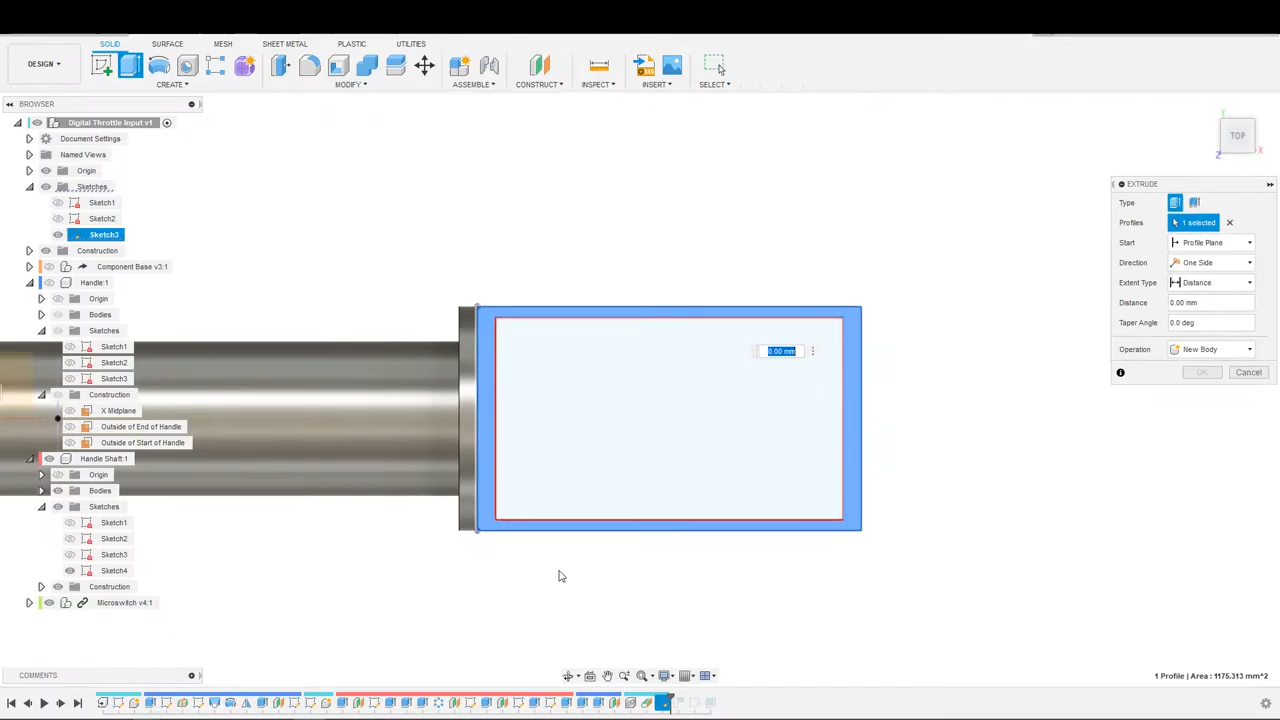 SOLID SURFACE MESH SHEET METAL PLASTIC UTILITIES
DESIGN
CREATE MODIFY ASSEMBLE CONSTRUCT INSPECT INSERT SELECT
BROWSER
Digital Throttle Input v1
Document Settings
Named Views
Origin
Sketches
Sketch1
Sketch2
Sketch3
Construction
Component Base v3:1
Handle:1
Origin
Bodies
Sketches
Sketch1
Sketch2
Sketch3
Construction
X Midplane
Outside of End of Handle
Outside of Start of Handle
Handle Shaft:1
Origin
Bodies
Sketches
Sketch1
Sketch2
Sketch3
Sketch4
Construction
Microswitch v4:1
0.00 mm
Y
TOP
Z
X
EXTRUDE
Type
Profiles 1 selected
Start Profile Plane
Direction One Side
Extent Type Distance
Distance 0.00 mm
Taper Angle 0.0 deg
Operation New Body
OK Cancel
COMMENTS
1 Profile | Area : 1175.313 mm^2